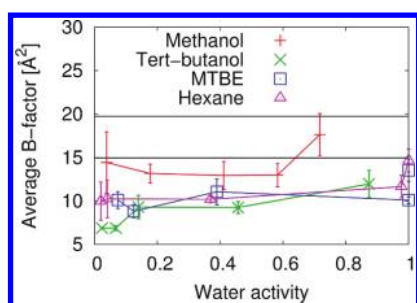 30
25
20
15
10
5
Average B-factor [Å²]
Methanol
Tert-butanol
MTBE
Hexane
0 0.2 0.4 0.6 0.8 1
Water activity